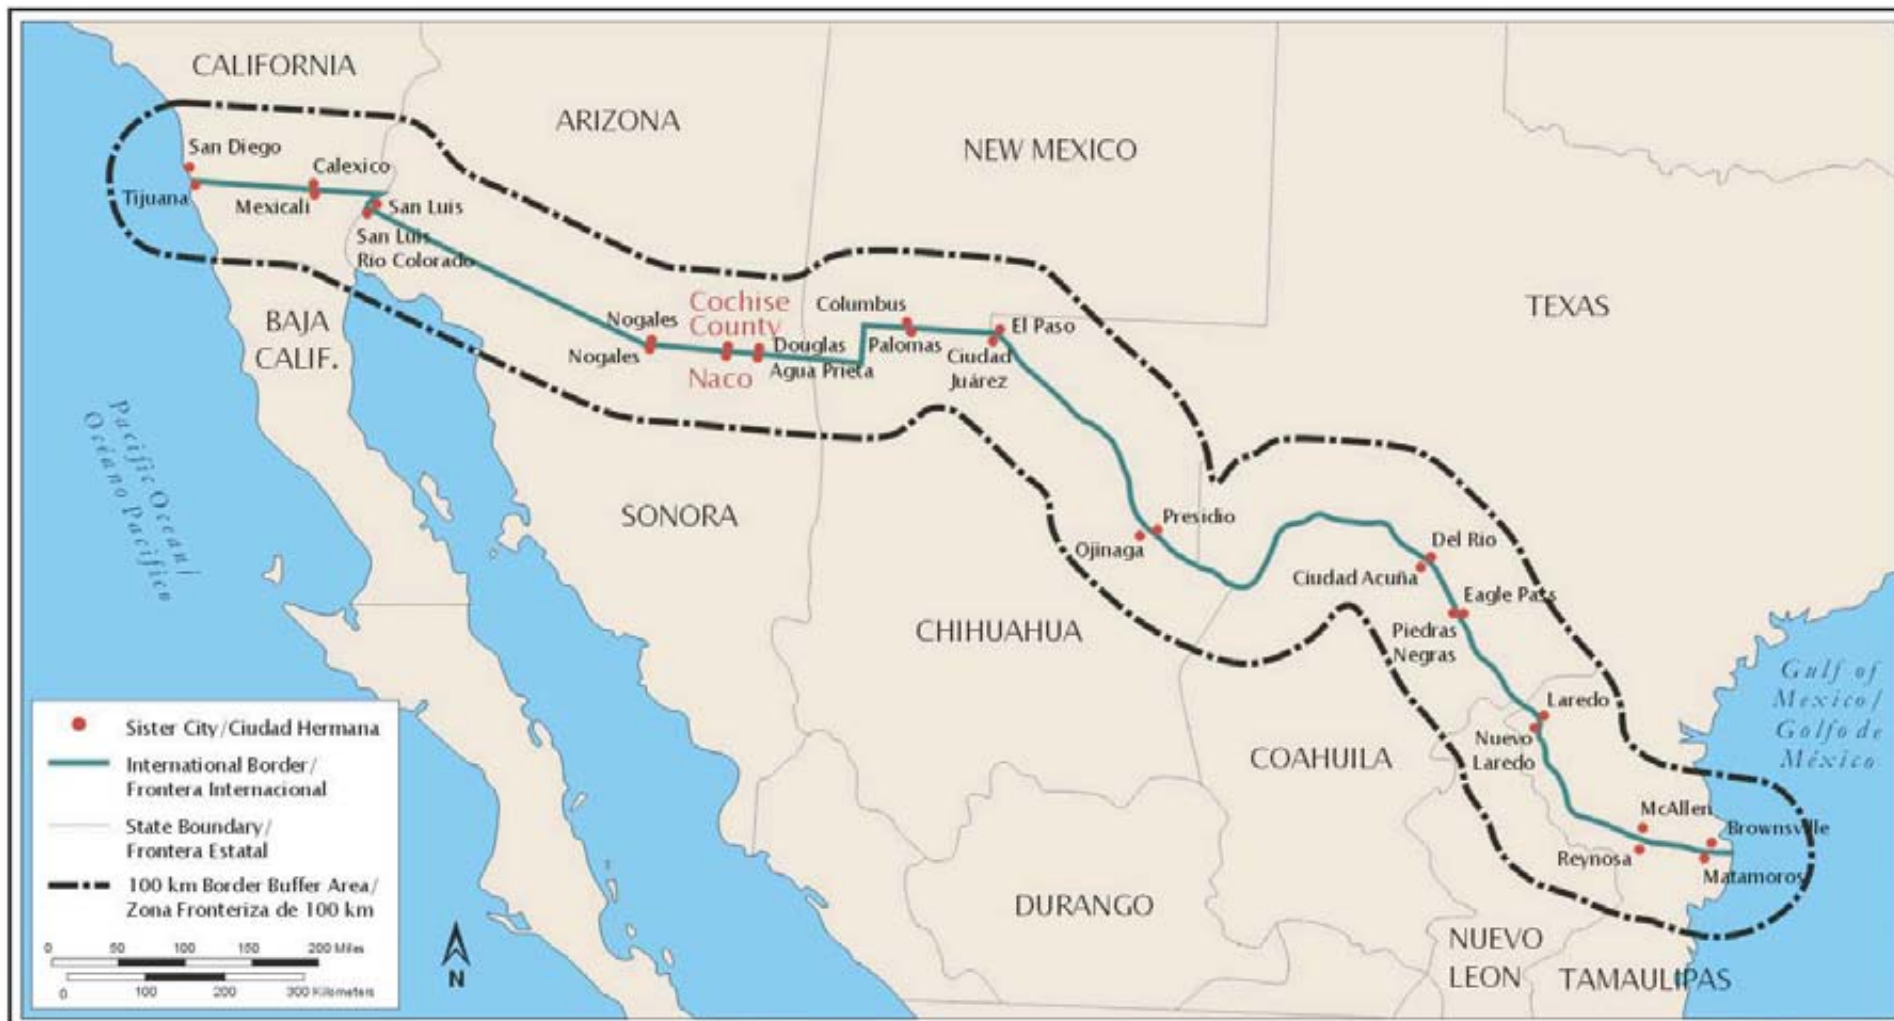 CALIFORNIA
ARIZONA
NEW MEXICO
TEXAS
San Diego
Calexico
Tijuana
Mexicali
San Luis
San Luis
Rio Colorado
BAJA
CALIF.
Nogales
Nogales
Cochise
County
Naco
Douglas
Agua Prieta
Columbus
Palomas
El Paso
Ciudad
Juárez
Pacific Ocean/
Océano Pacifico
SONORA
Presidio
Ojinaga
Del Rio
Ciudad Acuña
Eagle Pass
Piedras
Negras
CHIHUAHUA
Laredo
Nuevo
Laredo
Gulf of
Mexico/
Golfo de
México
COAHUILA
McAllen
Brownsville
Reynosa
Matamoros
DURANGO
NUEVO
LEON
TAMAULIPAS
Sister City/Ciudad Hermana
International Border/
Frontera Internacional
State Boundary/
Frontera Estatal
100 km Border Buffer Area/
Zona Fronteriza de 100 km
0 50 100 150 200 Miles
0 100 200 300 Kilometers
N